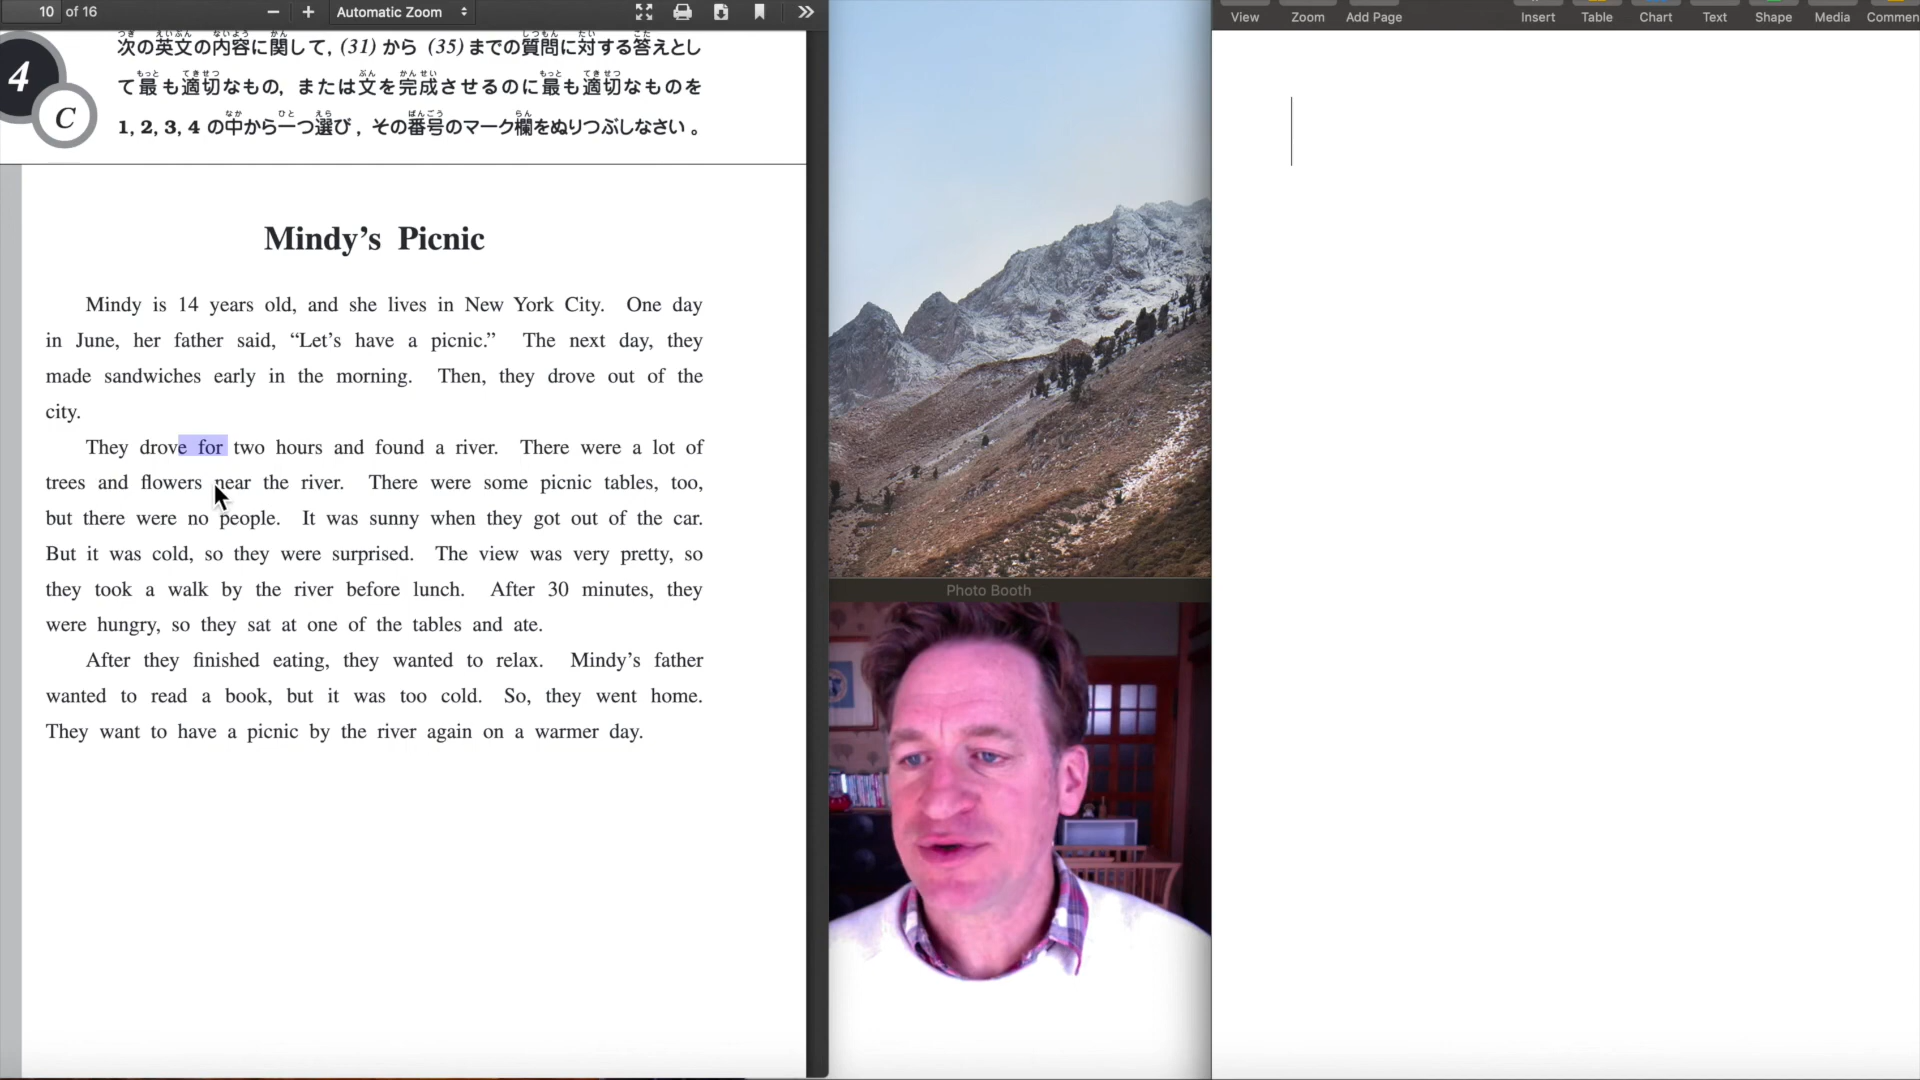 10 of 16
Automatic Zoom
View
Zoom
Add Page
Insert
Table
Chart
Text
Shape
Media
4
C
次の英文の内容に関して, (31) から (35) までの質問に対する答えとし
て最も適切なもの, または文を完成させるのに最も適切なものを
1, 2, 3, 4 の中から一つ選び, その番号のマーク欄をぬりつぶしなさい。
Mindy's Picnic
Mindy is 14 years old, and she lives in New York City. One day
in June, her father said, “Let's have a picnic.” The next day, they
made sandwiches early in the morning. Then, they drove out of the
city.
They drove for two hours and found a river. There were a lot of
trees and flowers near the river. There were some picnic tables, too,
but there were no people. It was sunny when they got out of the car.
But it was cold, so they were surprised. The view was very pretty, so
they took a walk by the river before lunch. After 30 minutes, they
were hungry, so they sat at one of the tables and ate.
After they finished eating, they wanted to relax. Mindy's father
wanted to read a book, but it was too cold. So, they went home.
They want to have a picnic by the river again on a warmer day.
Photo Booth